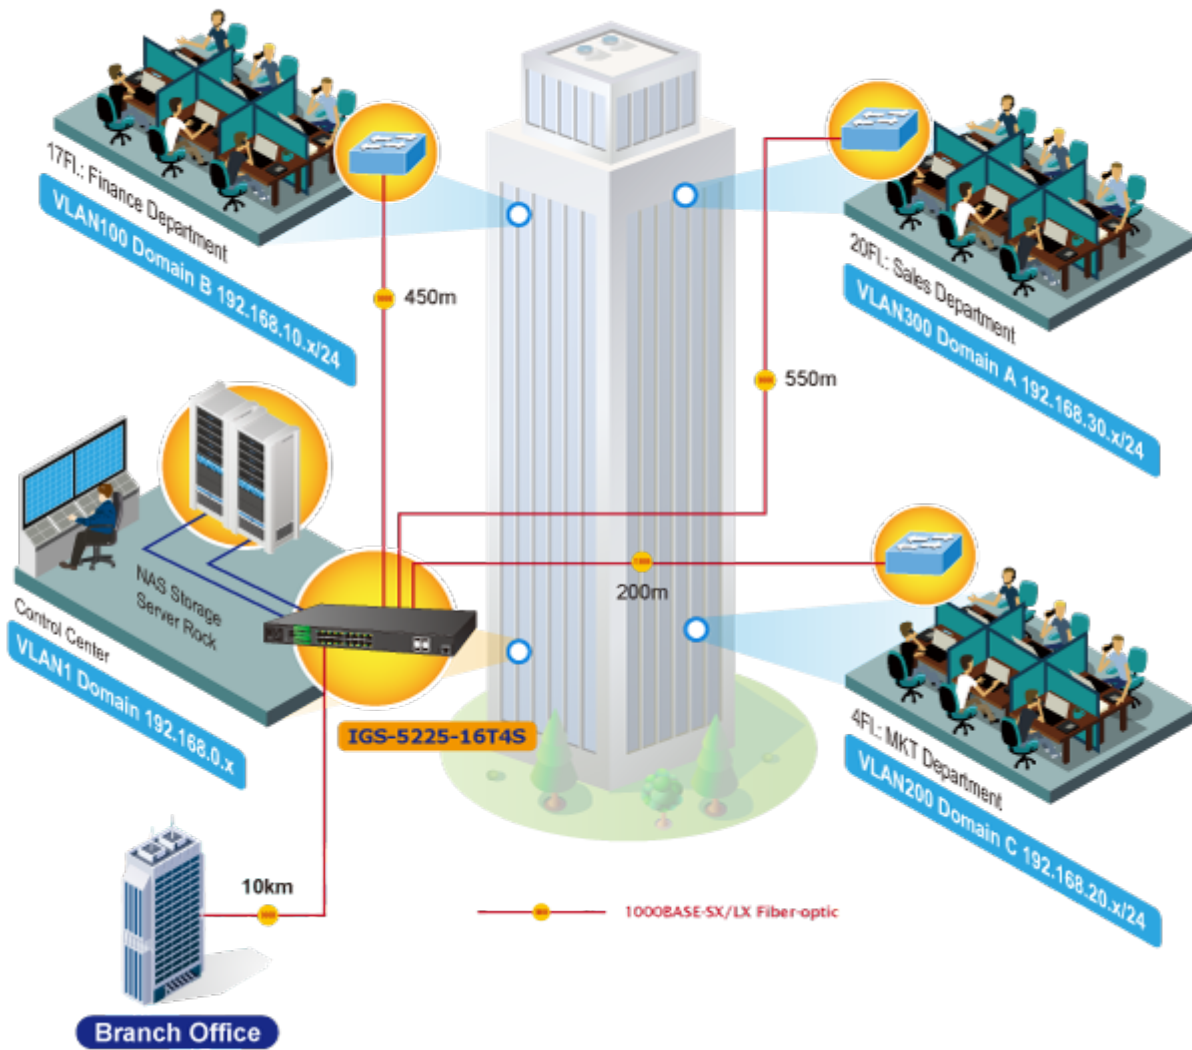 17Fl.: Finance Department
VLAN100 Domain B 192.168.10.x/24
450m
20Fl.: Sales Department
VLAN300 Domain A 192.168.30.x/24
550m
NAS Storage
Server Rock
Control Center
VLAN1 Domain 192.168.0.x
200m
IGS-5225-16T4S
4Fl.: MKT Department
VLAN200 Domain C 192.168.20.x/24
10km
1000BASE-SX/LX Fiber-optic
Branch Office